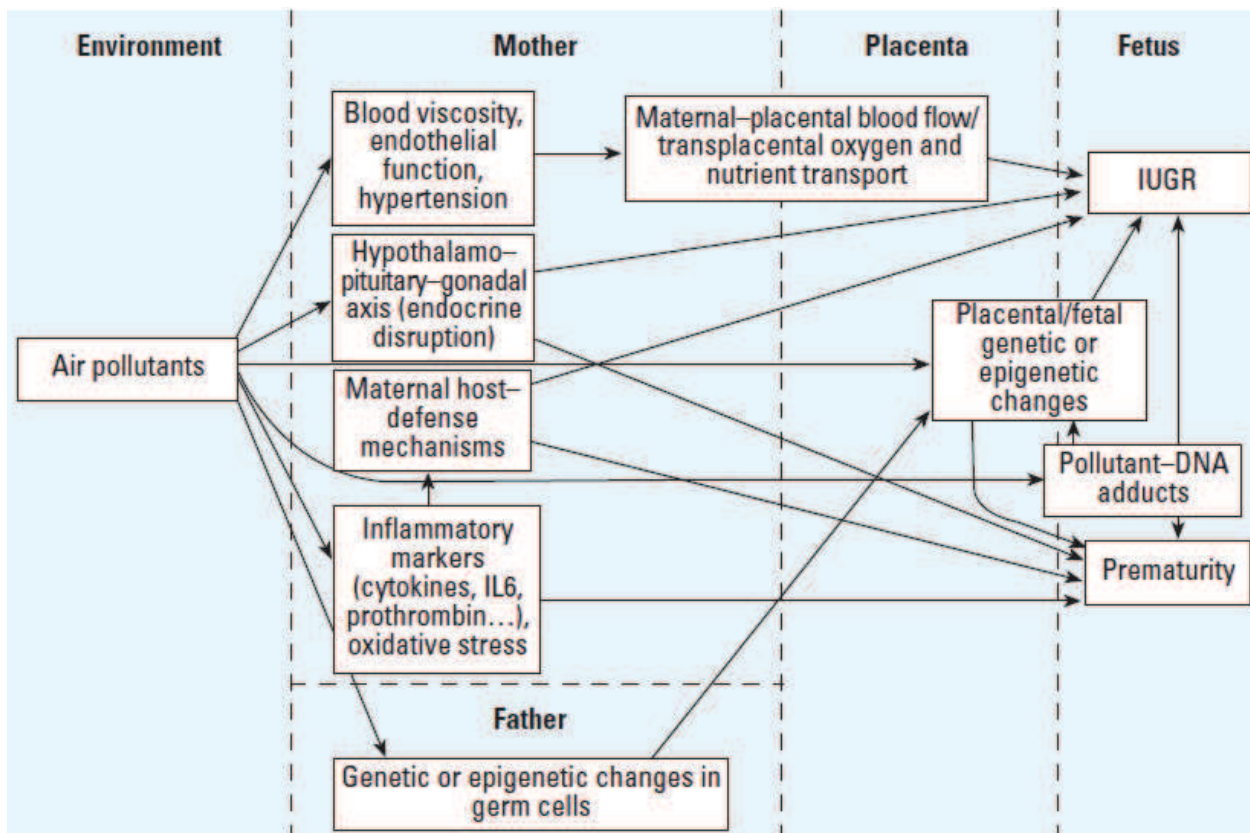 Environment
Mother
Placenta
Fetus
Blood viscosity,
endothelial
function,
hypertension
Maternal–placental blood flow/
transplacental oxygen and
nutrient transport
IUGR
Hypothalamo–
pituitary–gonadal
axis (endocrine
disruption)
Placental/fetal
genetic or
epigenetic
changes
Air pollutants
Maternal host–
defense
mechanisms
Pollutant–DNA
adducts
Inflammatory
markers
(cytokines, IL6,
prothrombin…),
oxidative stress
Prematurity
Father
Genetic or epigenetic changes in
germ cells